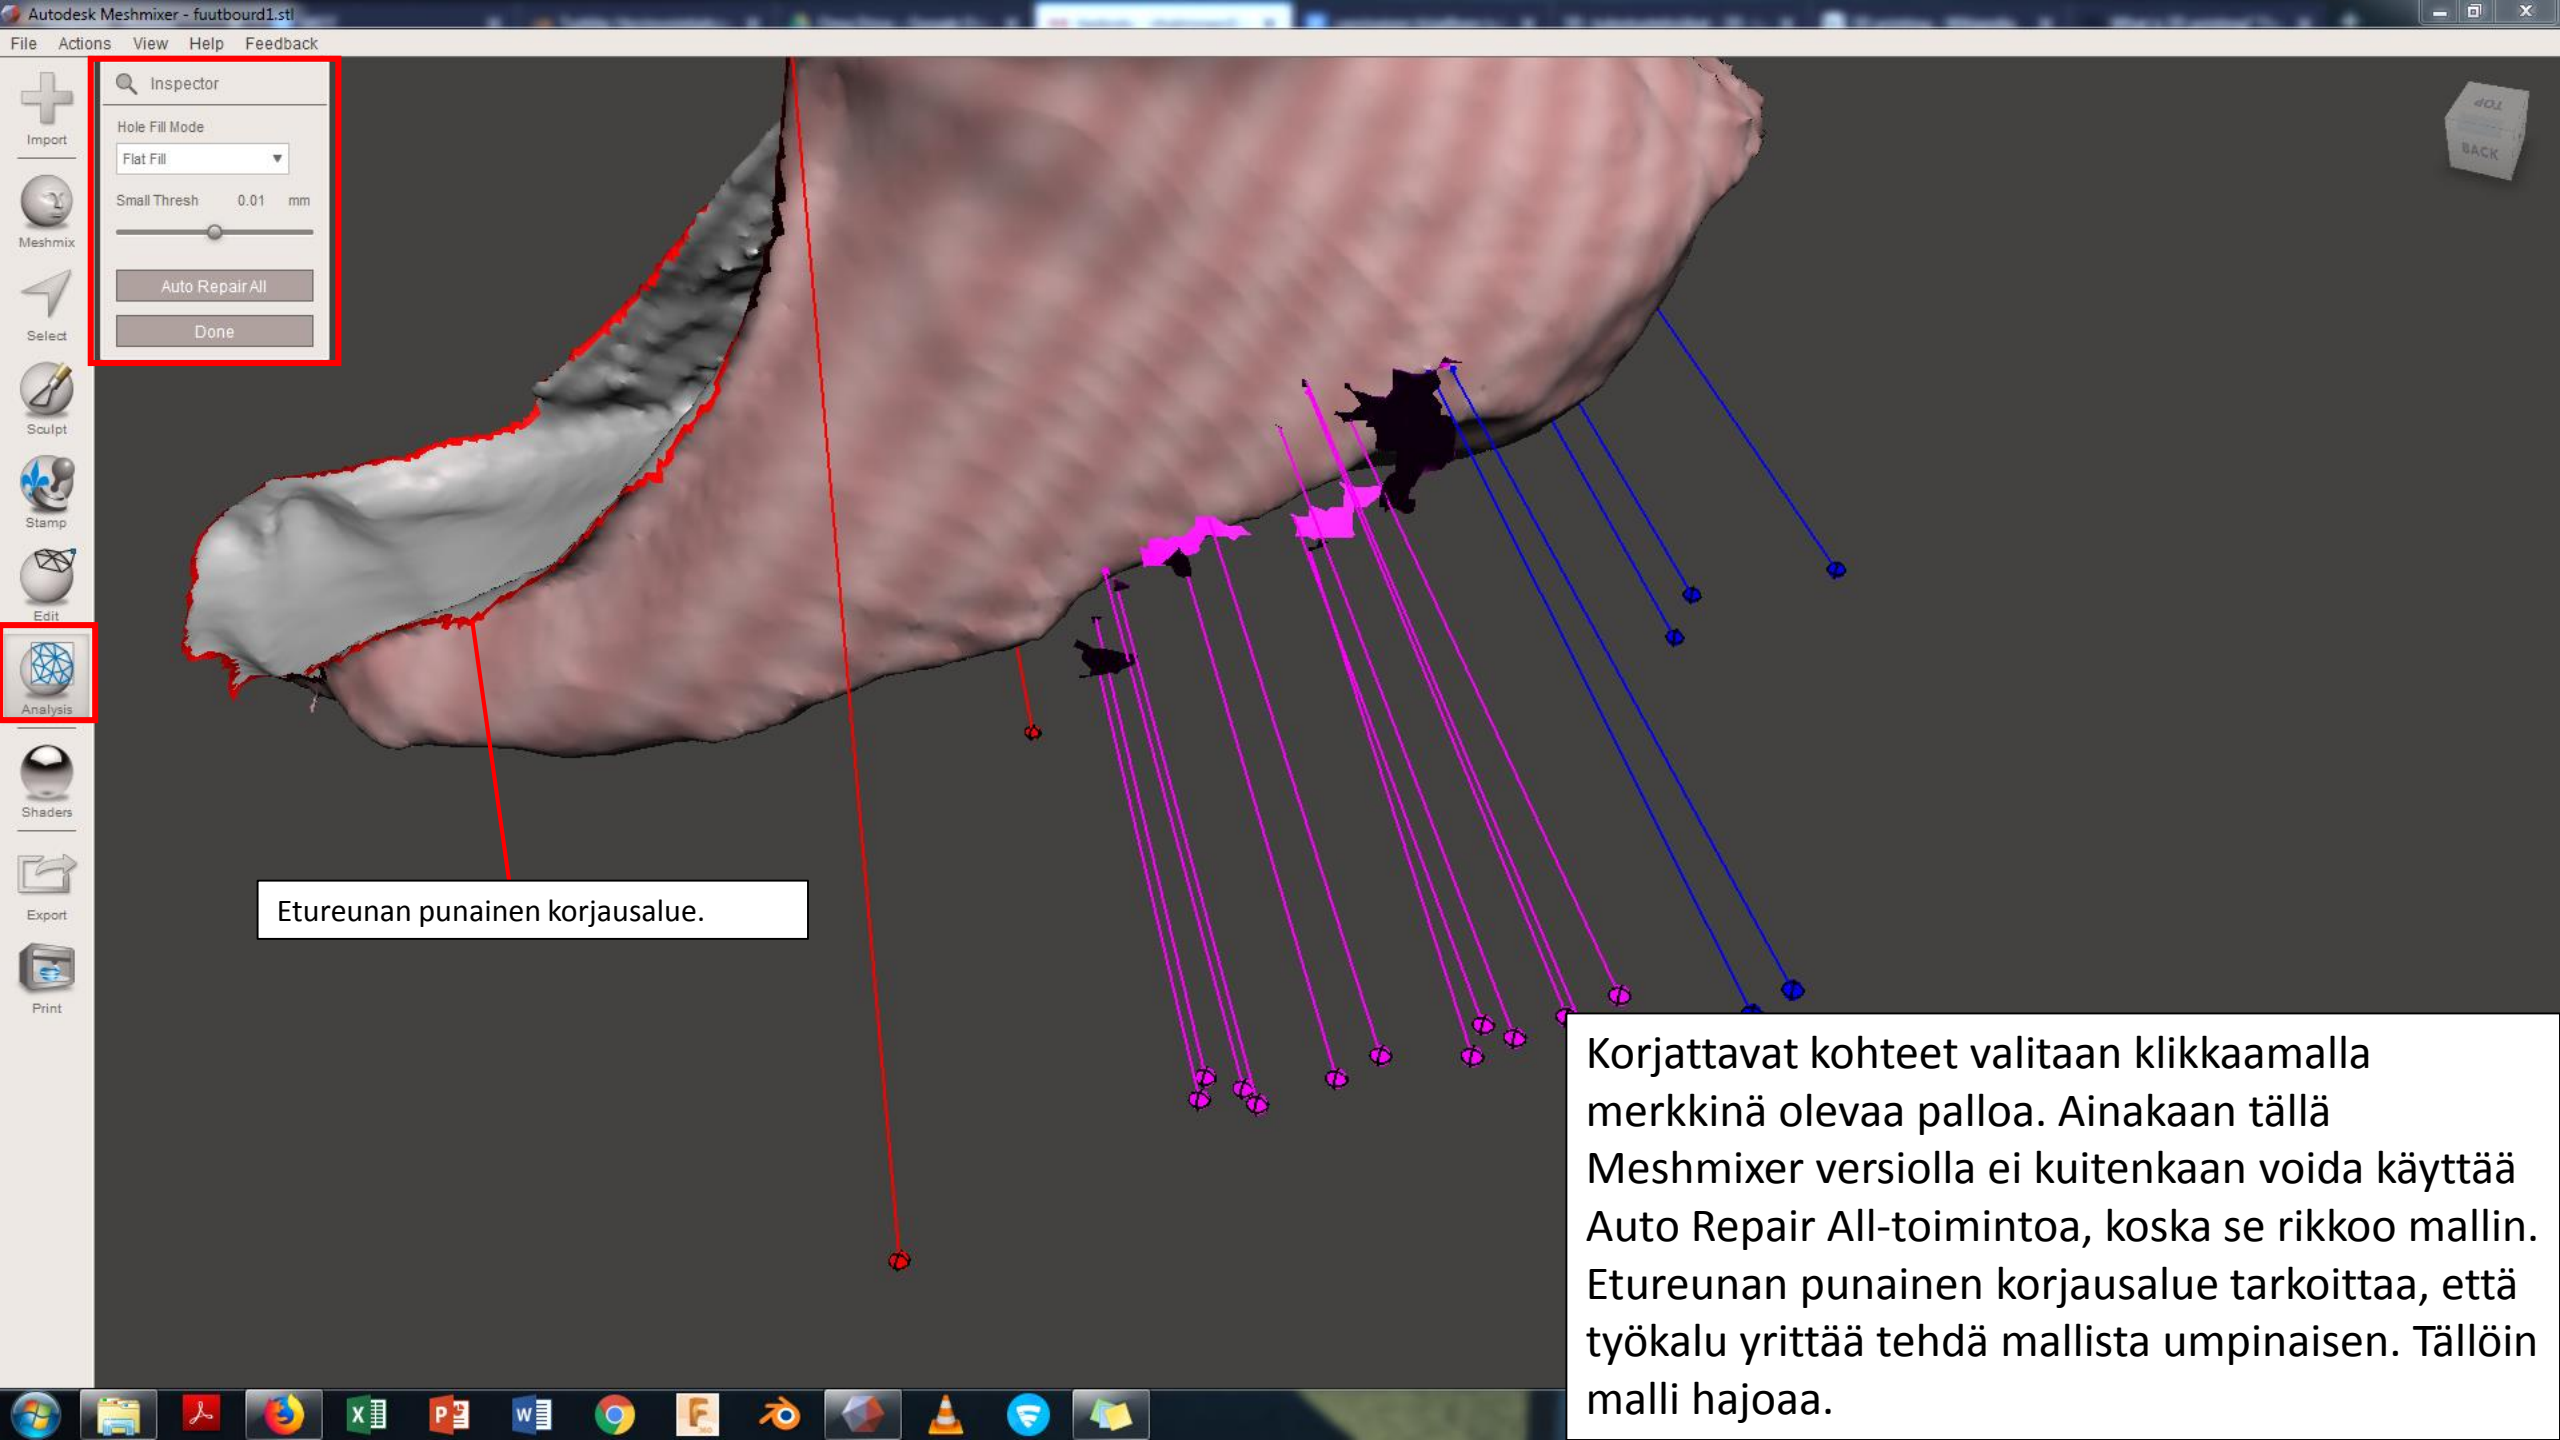 Autodesk Meshmixer - fuutbourd1.stl
File Actions View Help Feedback
Import
Meshmix
Select
Sculpt
Stamp
Edit
Analysis
Shaders
Export
Print
Inspector
Hole Fill Mode
Flat Fill
Small Thresh 0.01 mm
Auto Repair All
Done
TOP
BACK
Etureunan punainen korjausalue.
Korjattavat kohteet valitaan klikkaamalla
merkkinä olevaa palloa. Ainakaan tällä
Meshmixer versiolla ei kuitenkaan voida käyttää
Auto Repair All-toimintoa, koska se rikkoo mallin.
Etureunan punainen korjausalue tarkoittaa, että
työkalu yrittää tehdä mallista umpinaisen. Tällöin
malli hajoaa.